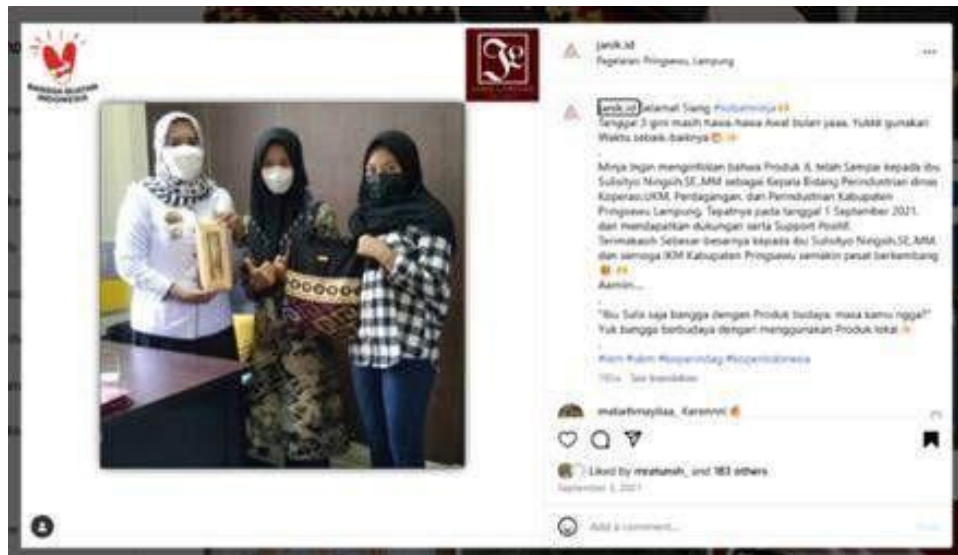 BANGGA BUATAN
INDONESIA
janik.id
Pagelaran Pringsewu, Lampung
janik.id Selamat Siang
Tanggal 3 gini masih hawa-hawa Awal bulan yaaa, Yukkk gunakan
Waktu sebaik-baiknya
.
Minja Ingin menginfokan bahwa Produk JL telah Sampai kepada ibu
Sulistyo Ningsih,SE.,MM sebagai Kepala Bidang Perindustrian dinas
Koperasi,UKM, Perdagangan, dan Perindustrian Kabupaten
Pringsewu Lampung. Tepatnya pada tanggal 1 September 2021,
dan mendapatkan dukungan serta Support Positif.
Terimakasih Sebesar-besarnya kepada ibu Sulistyo Ningsih,SE.,MM,
dan semoga IKM Kabupaten Pringsewu semakin pesat berkembang
Aamiin...
.
"Ibu Sulis saja bangga dengan Produk budaya, masa kamu ngga?"
Yuk bangga berbudaya dengan menggunakan Produk lokal
.
#ikm #ukm #koperindag
See translation
Liked by and 183 others
September 3, 2021
Add a comment...
Post